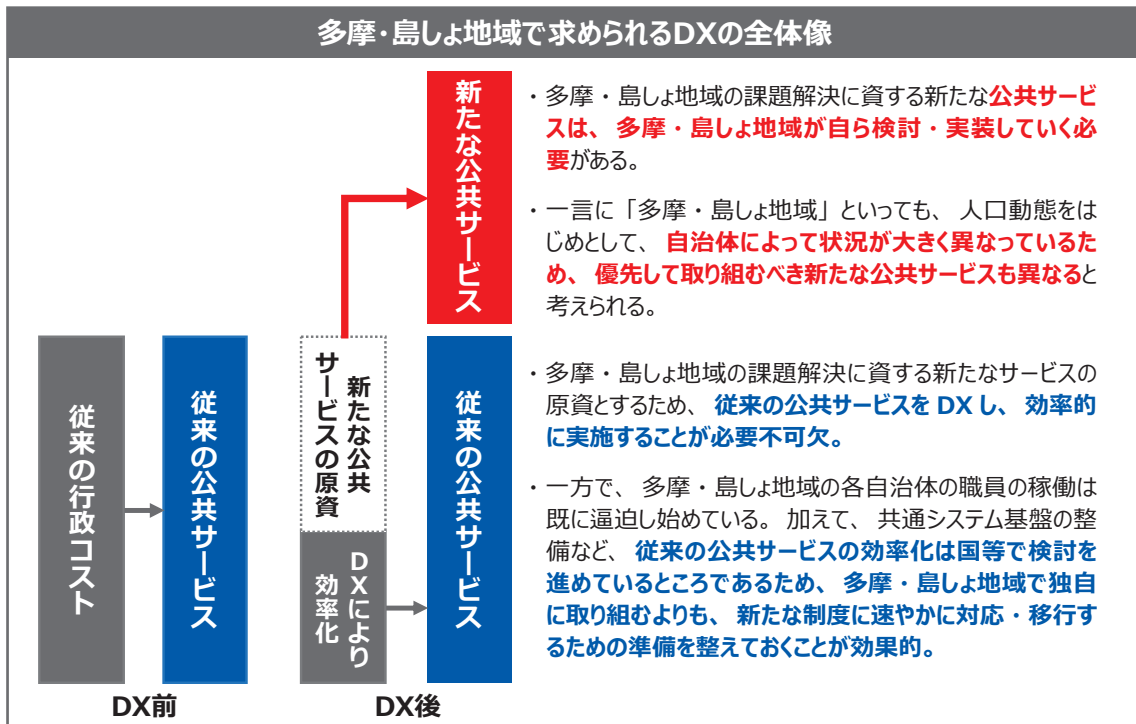 多摩・島しょ地域で求められるDXの全体像
新たな公共サービス
・多摩・島しょ地域の課題解決に資する新たな公共サービ
スは、多摩・島しょ地域が自ら検討・実装していく必
要がある。
・一言に「多摩・島しょ地域」といっても、人口動態をは
じめとして、自治体によって状況が大きく異なっているた
め、優先して取り組むべき新たな公共サービスも異なると
考えられる。
従来の行政コスト
従来の公共サービス
新たな公共
サービスの原資
DXにより
効率化
従来の公共サービス
・多摩・島しょ地域の課題解決に資する新たなサービスの
原資とするため、従来の公共サービスを DX し、効率的
に実施することが必要不可欠。
・一方で、多摩・島しょ地域の各自治体の職員の稼働は
既に逼迫し始めている。加えて、共通システム基盤の整
備など、従来の公共サービスの効率化は国等で検討を
進めているところであるため、多摩・島しょ地域で独自
に取り組むよりも、新たな制度に速やかに対応・移行す
るための準備を整えておくことが効果的。
DX前
DX後